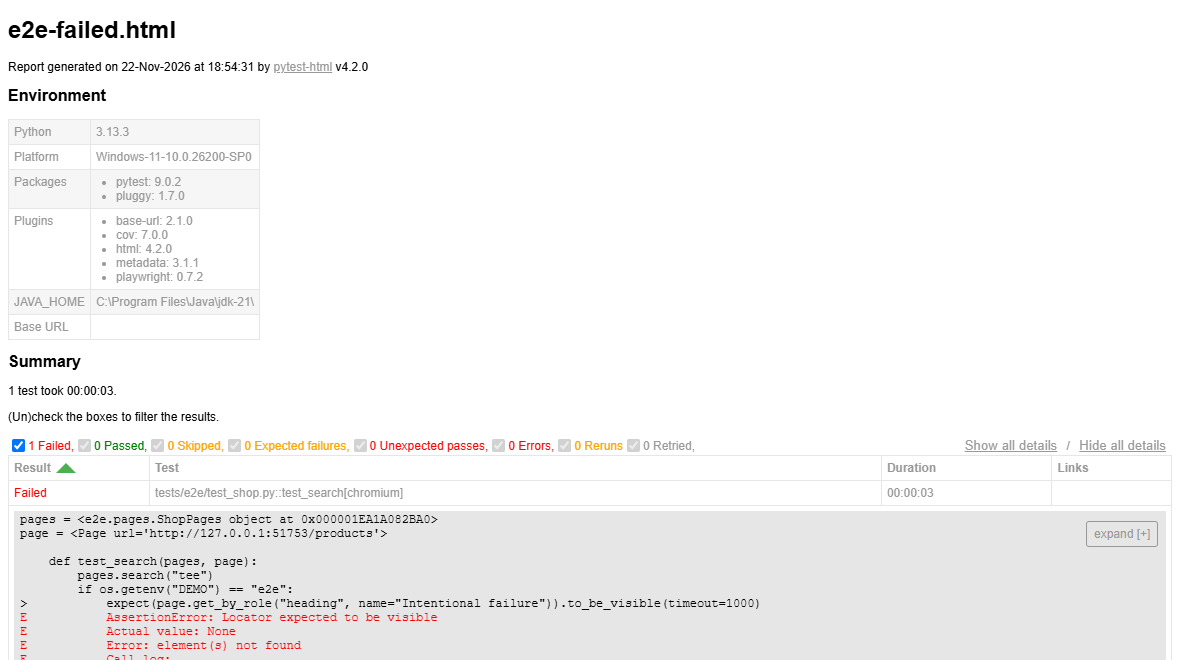 e2e-failed.html
Report generated on 22-Nov-2026 at 18:54:31 by pytest-html v4.2.0
Environment
Python 3.13.3
Platform Windows-11-10.0.26200-SP0
Packages
pytest: 9.0.2
pluggy: 1.7.0
Plugins
base-url: 2.1.0
cov: 7.0.0
html: 4.2.0
metadata: 3.1.1
playwright: 0.7.2
JAVA_HOME C:\Program Files\Java\jdk-21\
Base URL
Summary
1 test took 00:00:03.
(Un)check the boxes to filter the results.
1 Failed, 0 Passed, 0 Skipped, 0 Expected failures, 0 Unexpected passes, 0 Errors, 0 Reruns 0 Retried, Show all details / Hide all details
Result Test Duration Links
Failed tests/e2e/test_shop.py::test_search[chromium] 00:00:03
pages = <e2e.pages.ShopPages object at 0x000001EA1A082BA0>
page = <Page url='http://127.0.0.1:51753/products'>
expand [+]
    def test_search(pages, page):
        pages.search("tee")
        if os.getenv("DEMO") == "e2e":
>           expect(page.get_by_role("heading", name="Intentional failure")).to_be_visible(timeout=1000)
E           AssertionError: Locator expected to be visible
E           Actual value: None
E           Error: element(s) not found
E           Call log: